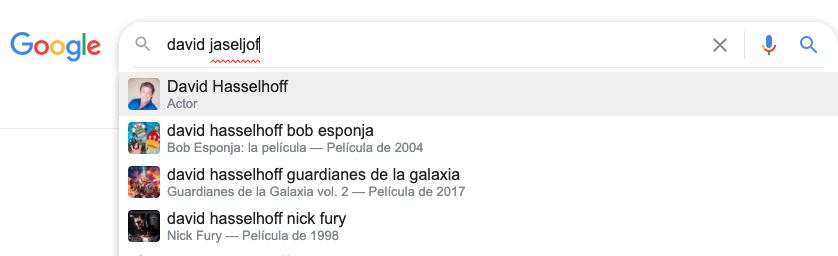 Google
david jaseljof
David Hasselhoff
Actor
david hasselhoff bob esponja
Bob Esponja: la película — Película de 2004
david hasselhoff guardianes de la galaxia
Guardianes de la Galaxia vol. 2 — Película de 2017
david hasselhoff nick fury
Nick Fury — Película de 1998